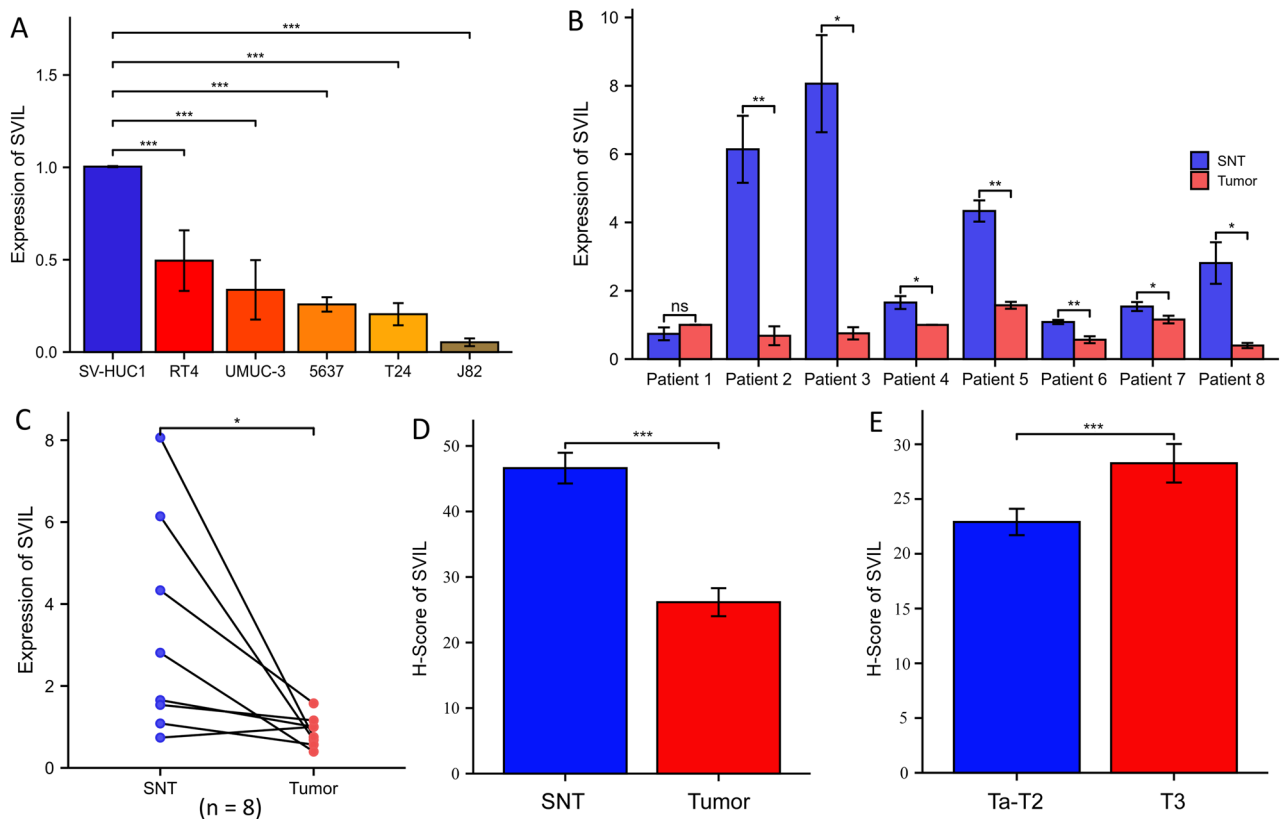 A
Expression of SVIL
1.5
1.0
0.5
0.0
***
***
***
***
***
SV-HUC1 RT4 UMUC-3 5637 T24 J82
B
Expression of SVIL
10
8
6
4
2
0
ns
**
*
*
**
**
*
*
SNT
Tumor
Patient 1 Patient 2 Patient 3 Patient 4 Patient 5 Patient 6 Patient 7 Patient 8
C
Expression of SVIL
8
6
4
2
0
*
SNT Tumor
(n = 8)
D
H-Score of SVIL
50
40
30
20
10
0
***
SNT Tumor
E
H-Score of SVIL
30
25
20
15
10
5
0
***
Ta-T2 T3